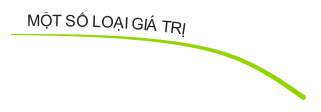 MỘT SỐ LOẠI GIÁ TRỊ